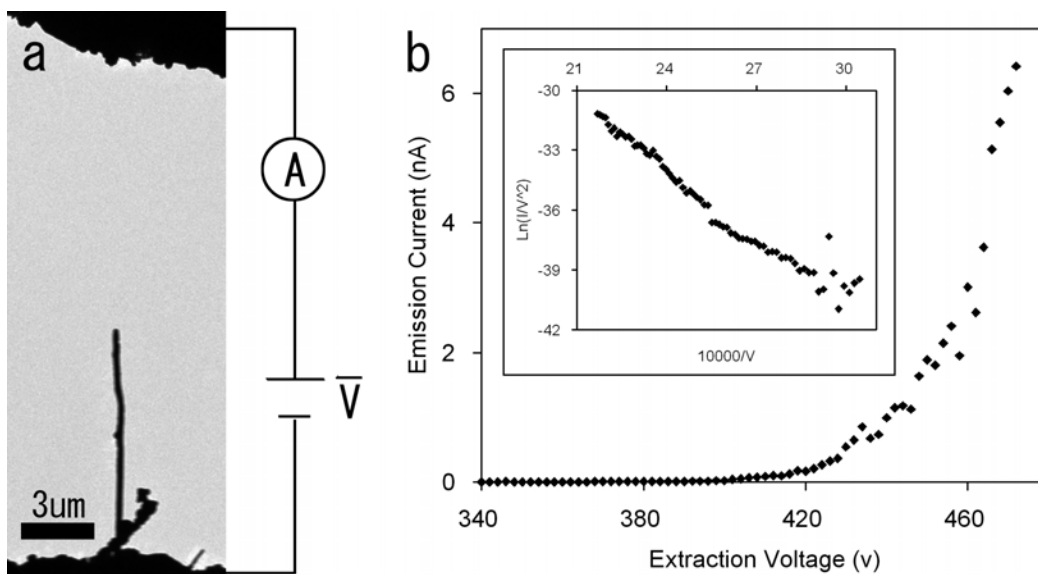 a
A
V
3um
b
Emission Current (nA)
6
4
2
0
340
380
420
460
Extraction Voltage (v)
21
24
27
30
-30
-33
-36
-39
-42
Ln(I/V^2)
10000/V